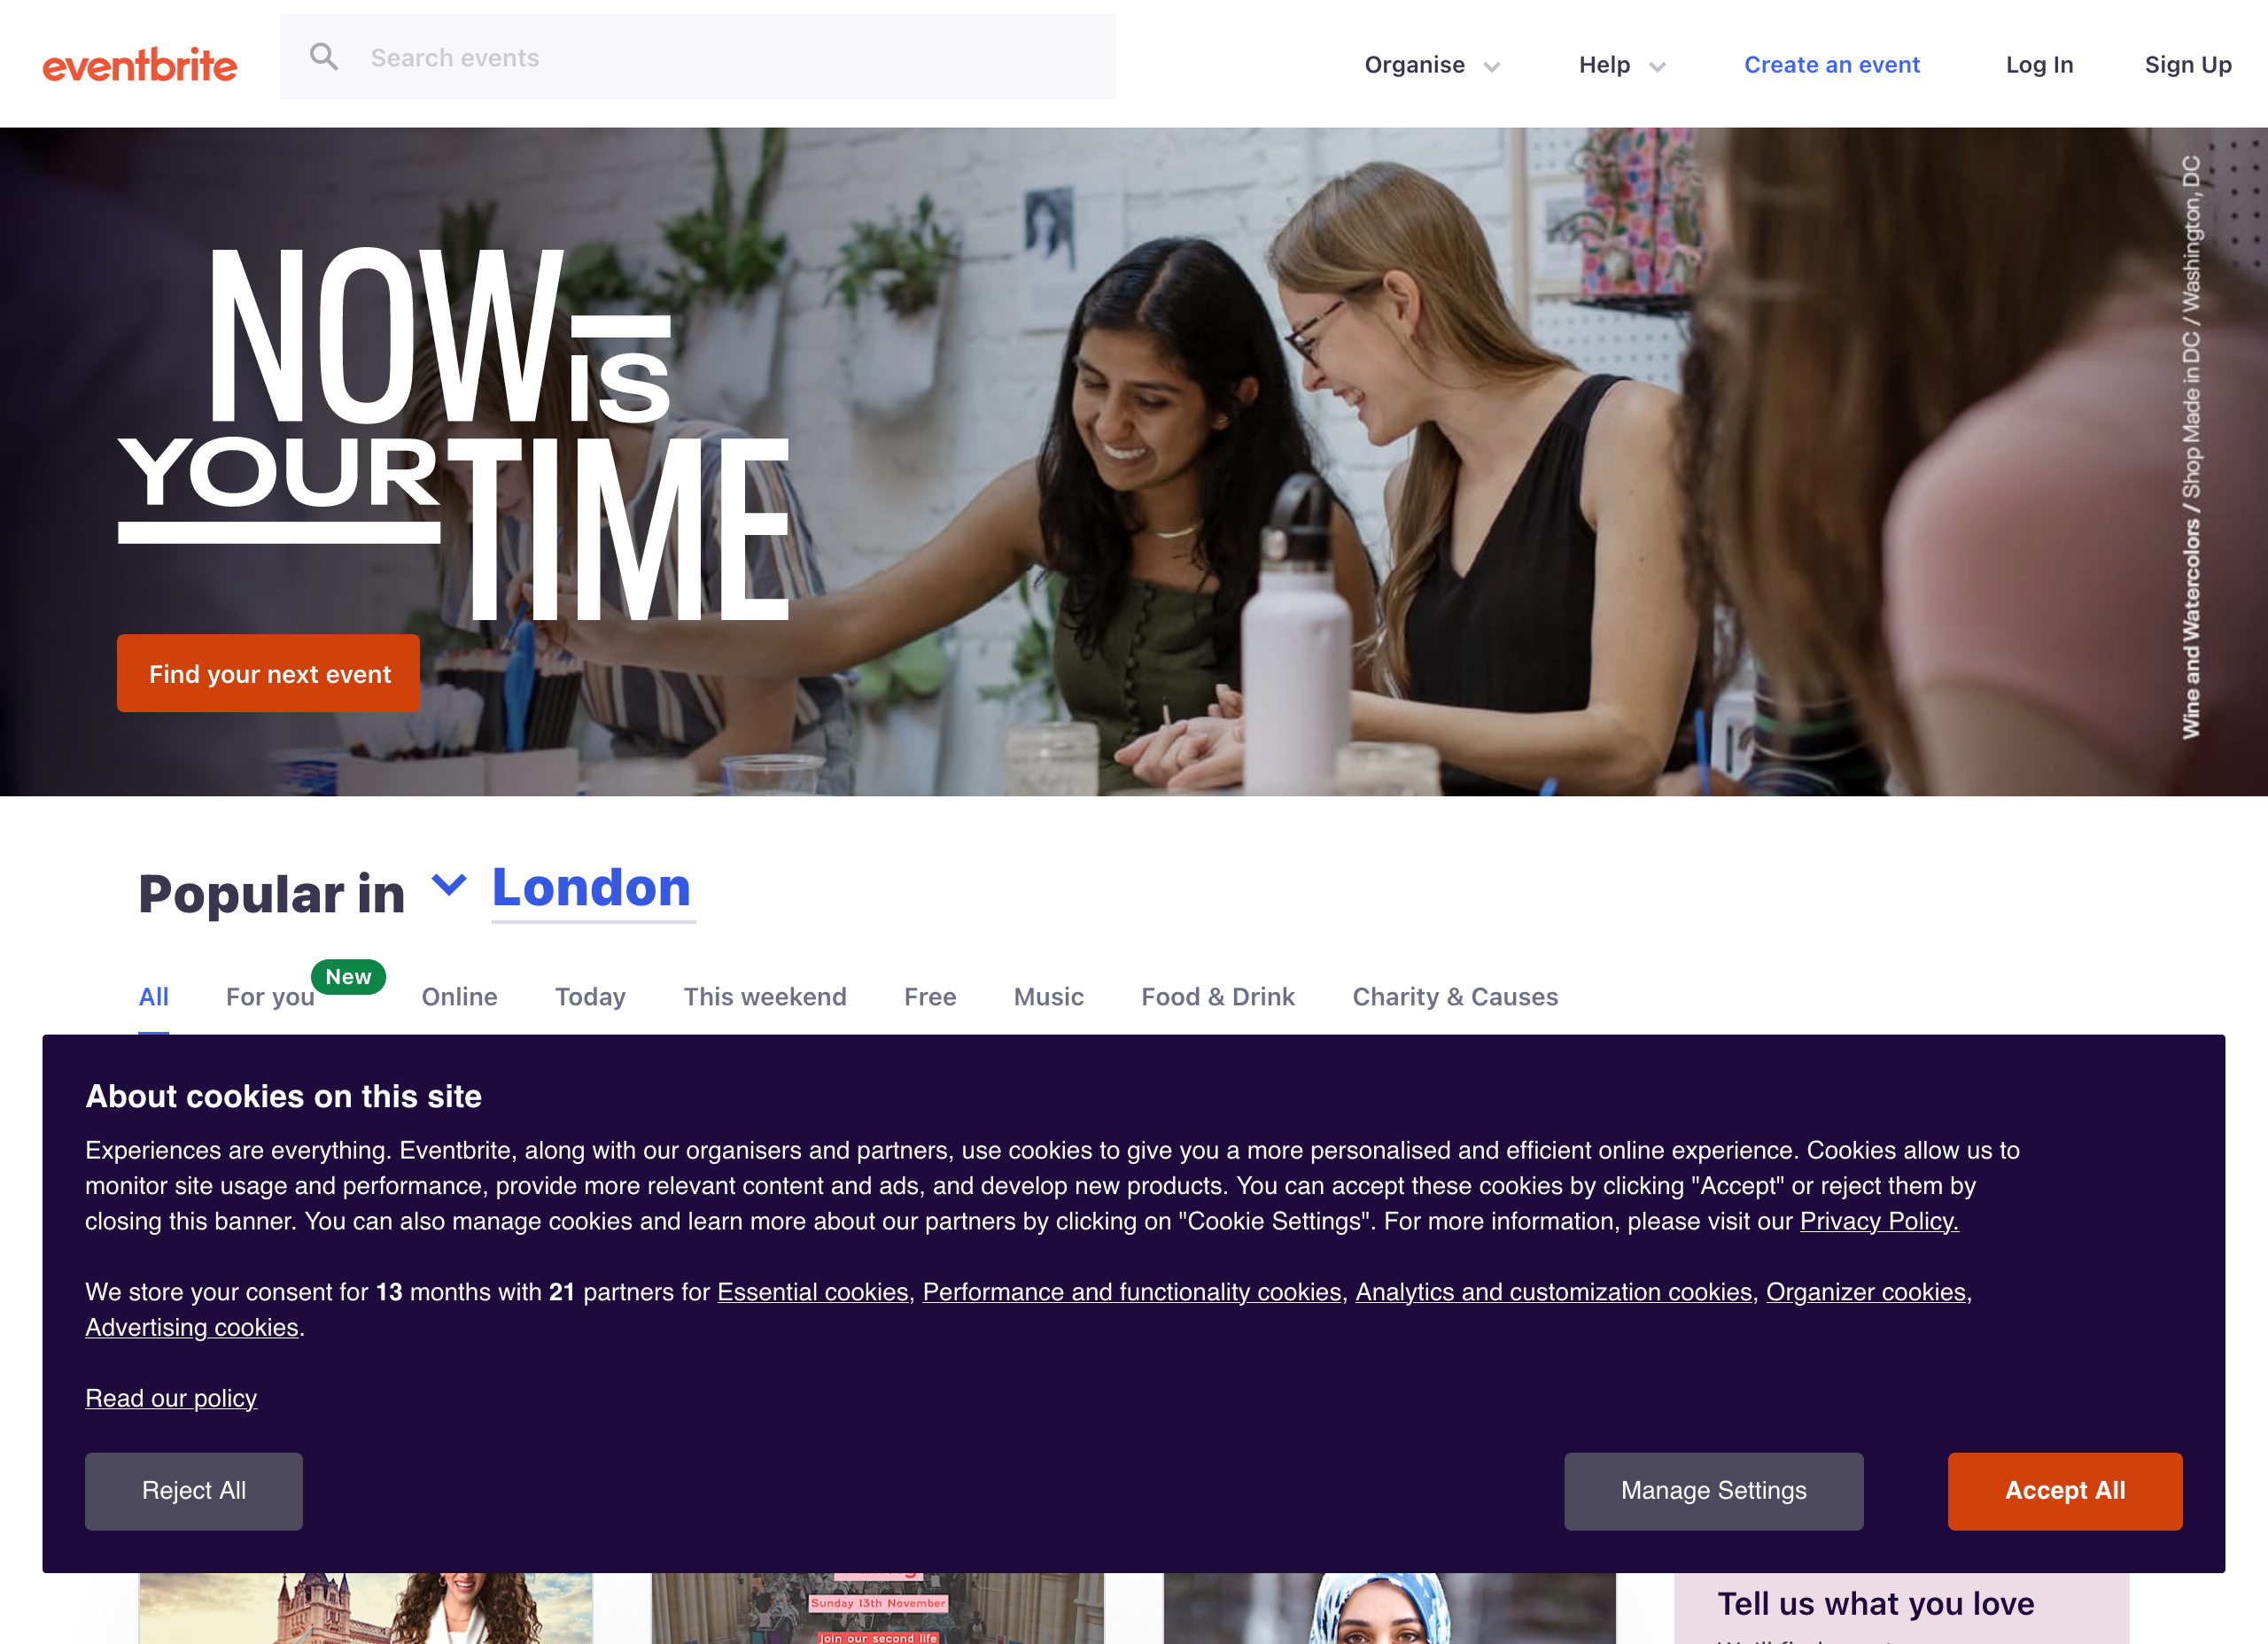 eventbrite
Search events
Organise
Help
Create an event
Log In
Sign Up
NOW IS
YOUR TIME
Find your next event
Wine and Watercolors / Shop Made in DC / Washington, DC
Popular in London
All
For you
New
Online
Today
This weekend
Free
Music
Food & Drink
Charity & Causes
About cookies on this site
Experiences are everything. Eventbrite, along with our organisers and partners, use cookies to give you a more personalised and efficient online experience. Cookies allow us to
monitor site usage and performance, provide more relevant content and ads, and develop new products. You can accept these cookies by clicking "Accept" or reject them by
closing this banner. You can also manage cookies and learn more about our partners by clicking on "Cookie Settings". For more information, please visit our Privacy Policy.
We store your consent for 13 months with 21 partners for Essential cookies, Performance and functionality cookies, Analytics and customization cookies, Organizer cookies,
Advertising cookies.
Read our policy
Reject All
Manage Settings
Accept All
Sunday 13th November
Join our second life
Tell us what you love